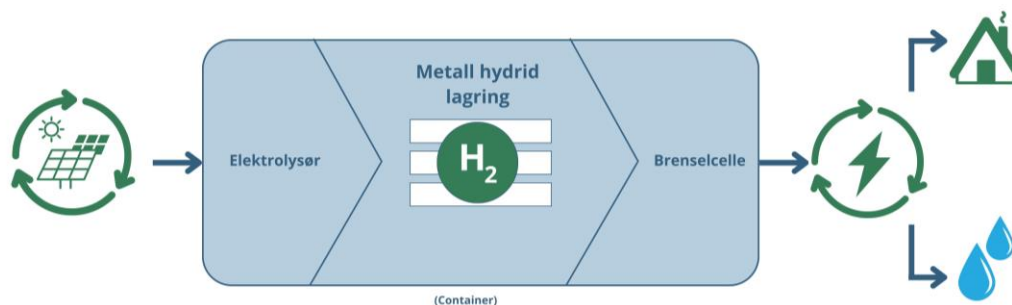 Metall hydrid
lagring
Elektrolysør
H₂
Brenselcelle
(Container)